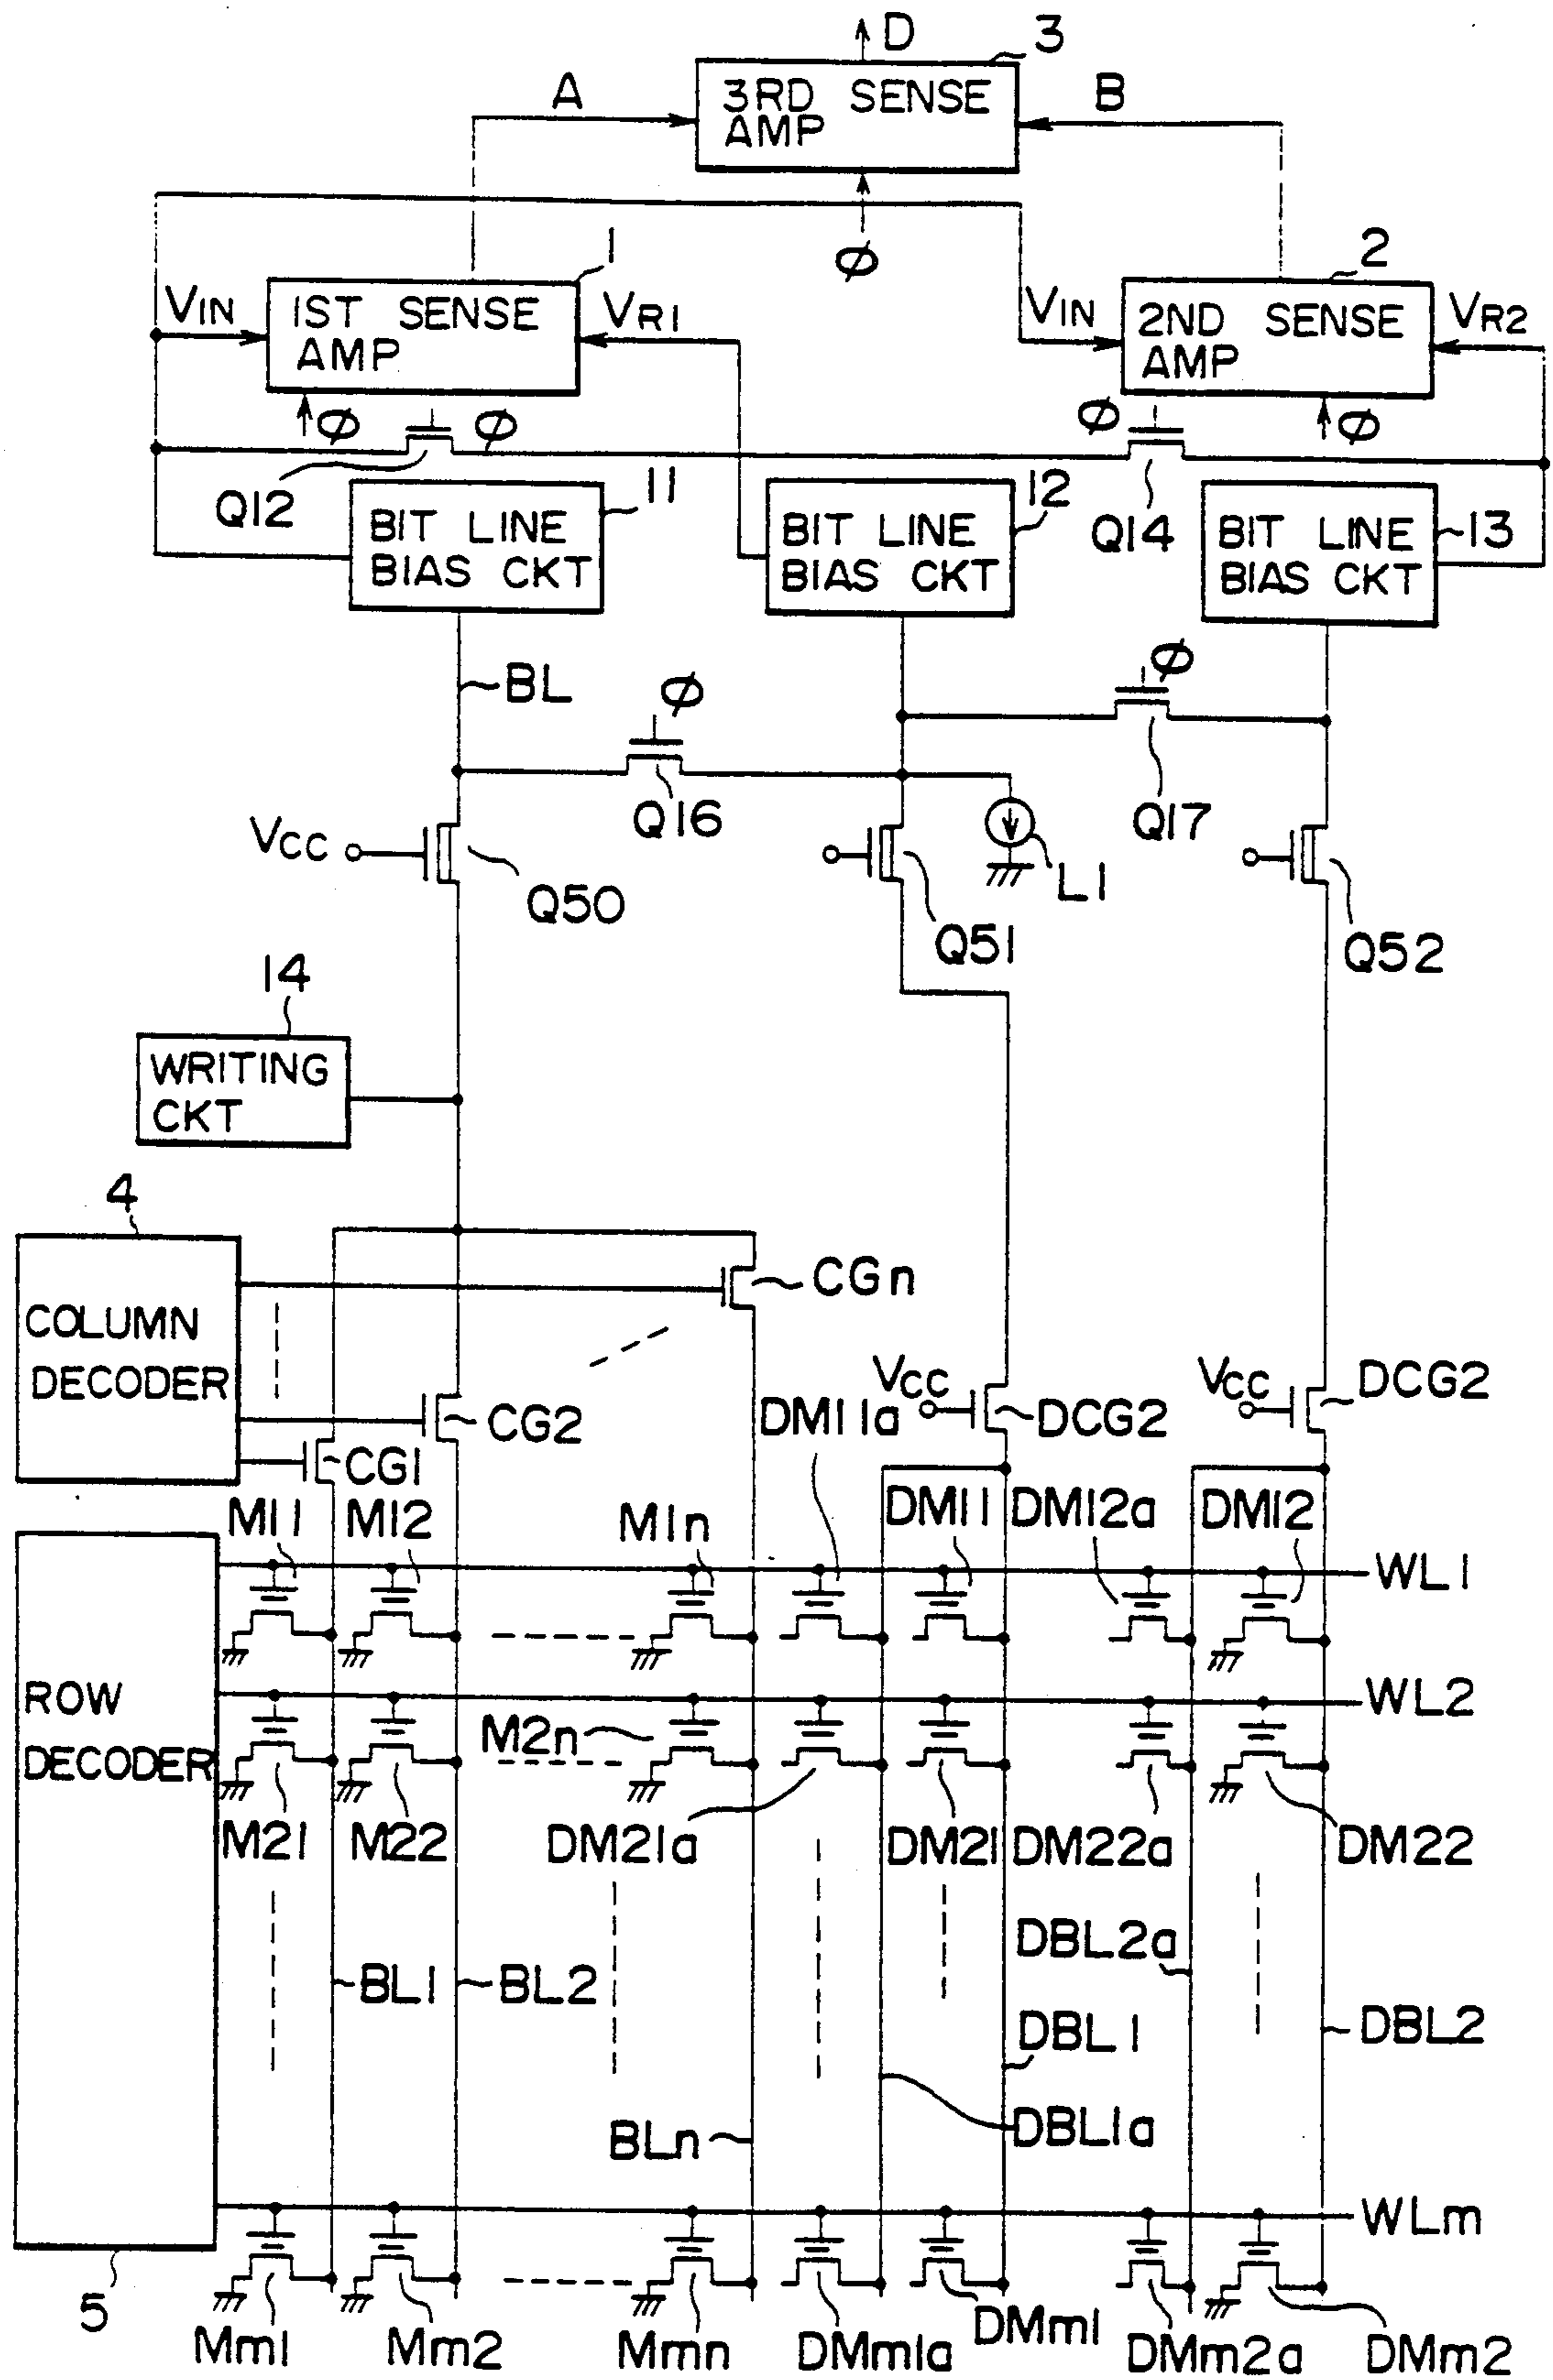 D
3
A
3RD SENSE
AMP
B
Ø
1
2
VIN
1ST SENSE
AMP
VR1
VIN
2ND SENSE
AMP
VR2
Ø
Ø
Ø
Ø
Q12
11
12
Q14
BIT LINE
BIAS CKT
BIT LINE
BIAS CKT
BIT LINE
BIAS CKT
13
BL
Ø
Ø
Q16
Q17
VCC
Q50
L1
Q51
Q52
14
WRITING
CKT
4
COLUMN
DECODER
CGn
CG2
CG1
VCC
DCG2
VCC
DCG2
DM11a
M11
M12
M1n
DM11
DM12a
DM12
WL1
ROW
DECODER
WL2
M2n
M21
M22
DM21a
DM21
DM22a
DM22
DBL2a
BL1
BL2
DBL1
DBL2
DBL1a
BLn
WLm
5
Mm1
Mm2
Mmn
DMm1a
DMm1
DMm2a
DMm2